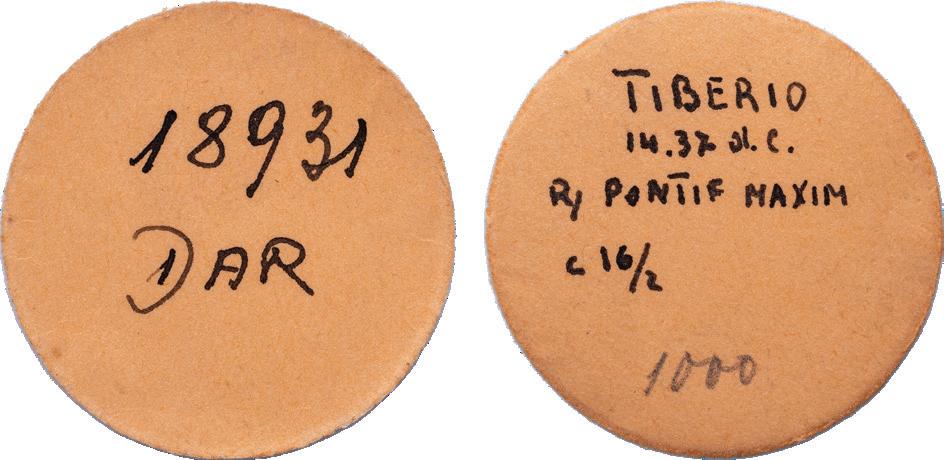 18931
DAR
TIBERIO
14.37 d.C.
R/ PONTIF MAXIM
C 16/2
1000